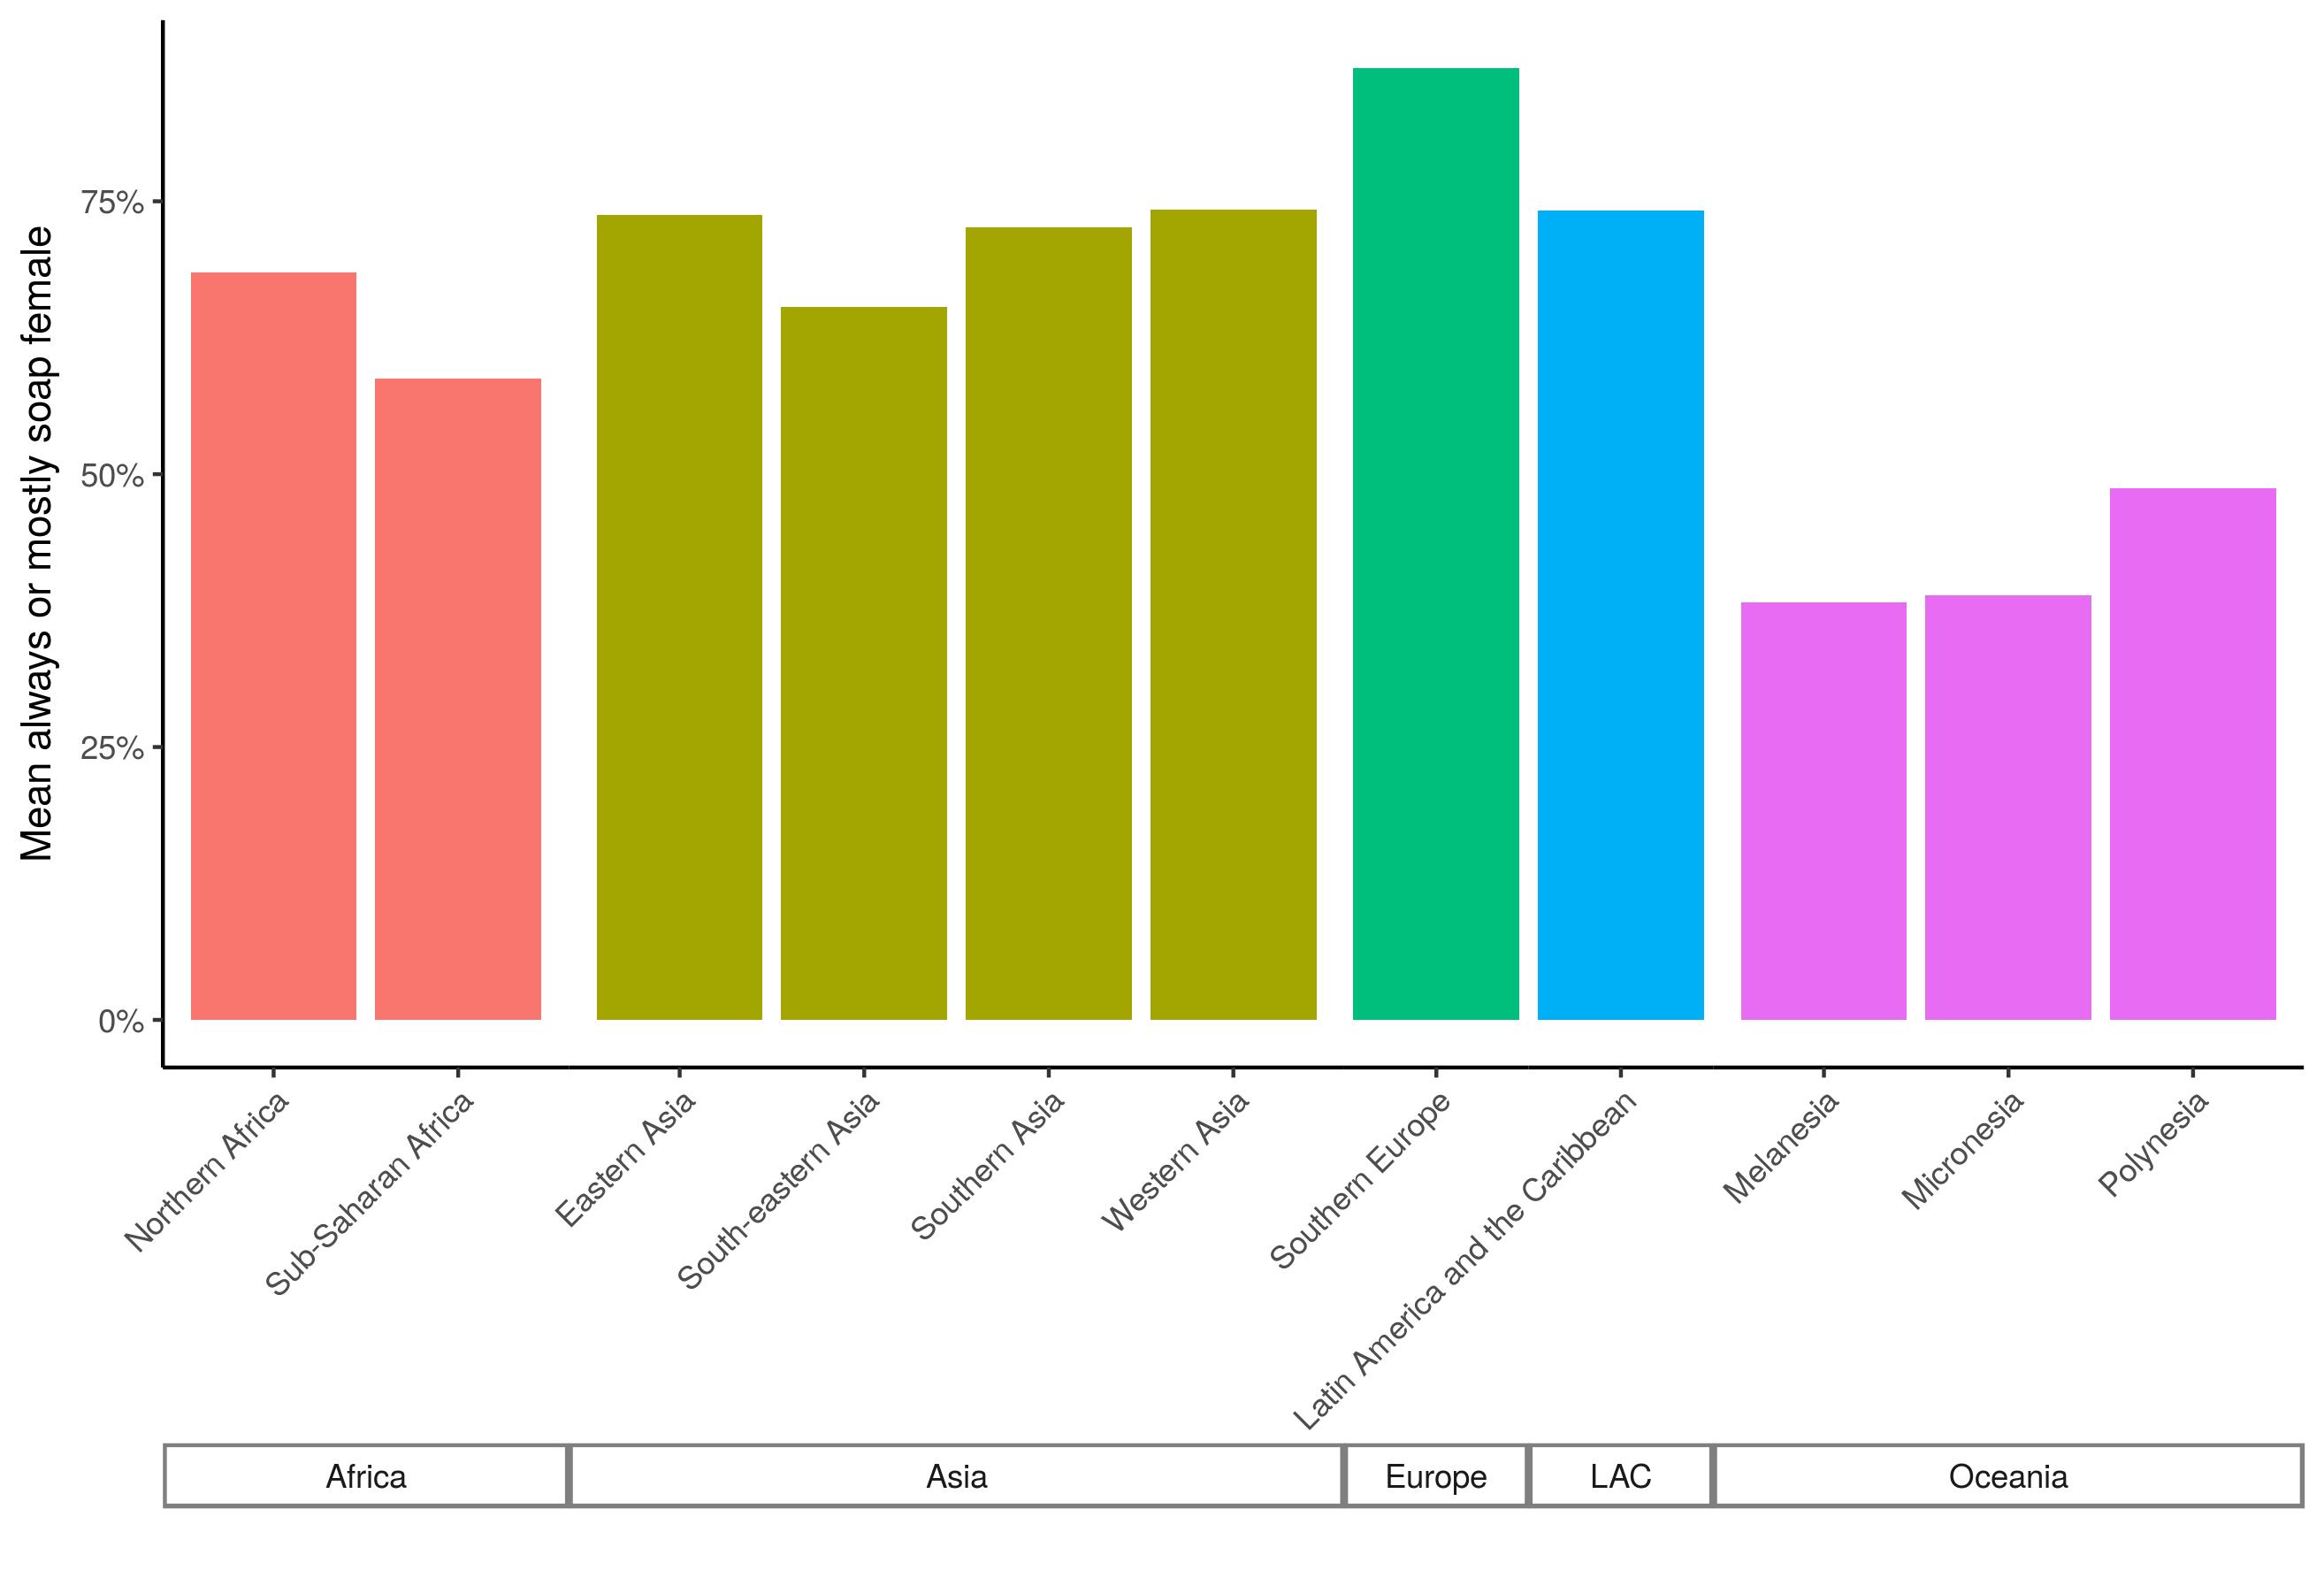 Mean always or mostly soap female
75%
50%
25%
0%
Northern Africa
Sub-Saharan Africa
Eastern Asia
South-eastern Asia
Southern Asia
Western Asia
Southern Europe
Latin America and the Caribbean
Melanesia
Micronesia
Polynesia
Africa
Asia
Europe
LAC
Oceania